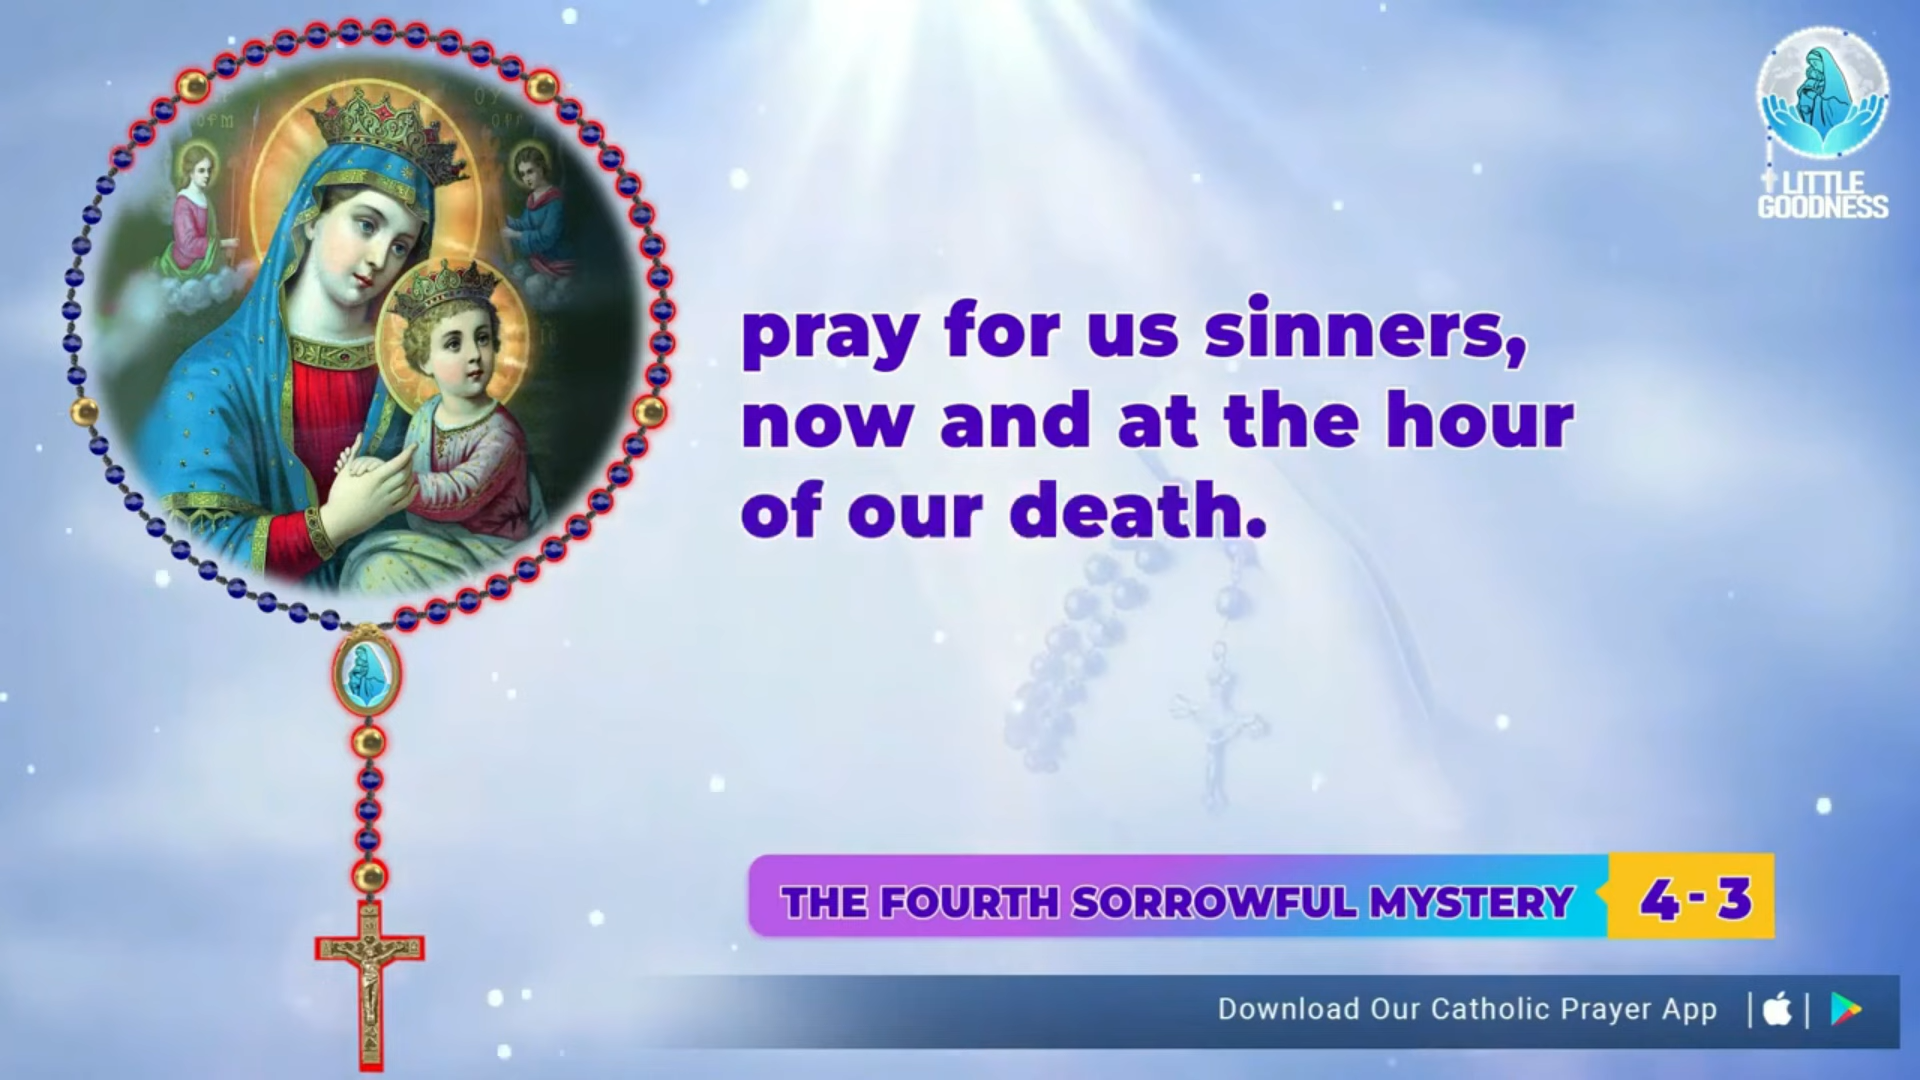 LITTLE
GOODNESS
pray for us sinners,
now and at the hour
of our death.
THE FOURTH SORROWFUL MYSTERY 4-3
Download Our Catholic Prayer App